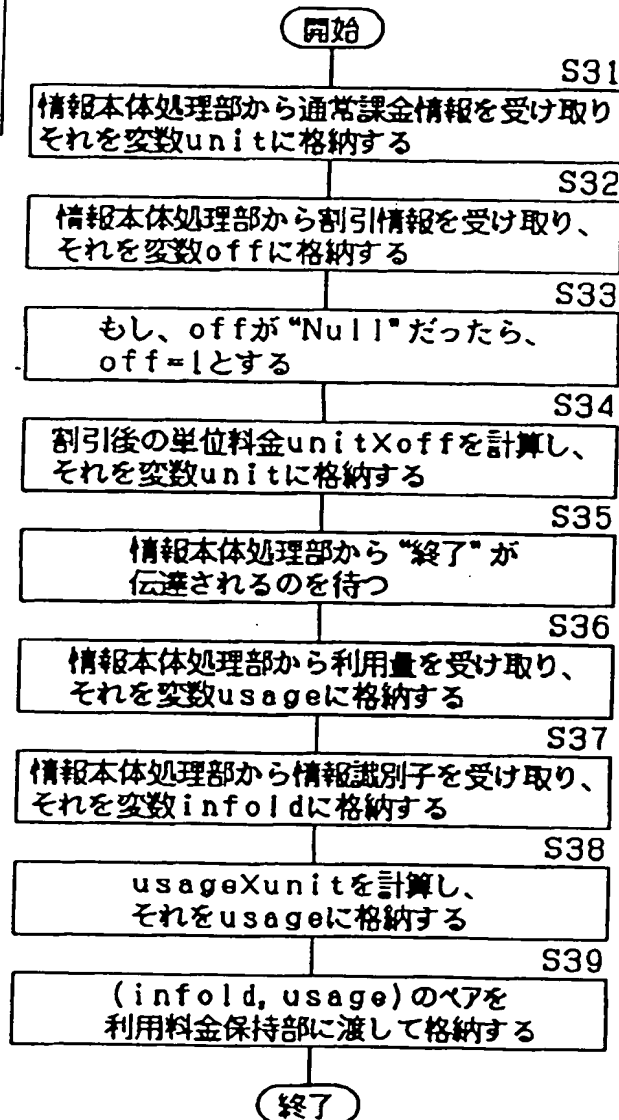 開始
S31
情報本体処理部から通常課金情報を受け取り
それを変数unitに格納する
S32
情報本体処理部から割引情報を受け取り、
それを変数offに格納する
S33
もし、offが“Null"だったら、
off=1とする
S34
割引後の単位料金unit×offを計算し、
それを変数unitに格納する
S35
情報本体処理部から“終了"が
伝達されるのを待つ
S36
情報本体処理部から利用量を受け取り、
それを変数usageに格納する
S37
情報本体処理部から情報識別子を受け取り、
それを変数infoIdに格納する
S38
usage×unitを計算し、
それをusageに格納する
S39
(infoId, usage)のペアを
利用料金保持部に渡して格納する
終了